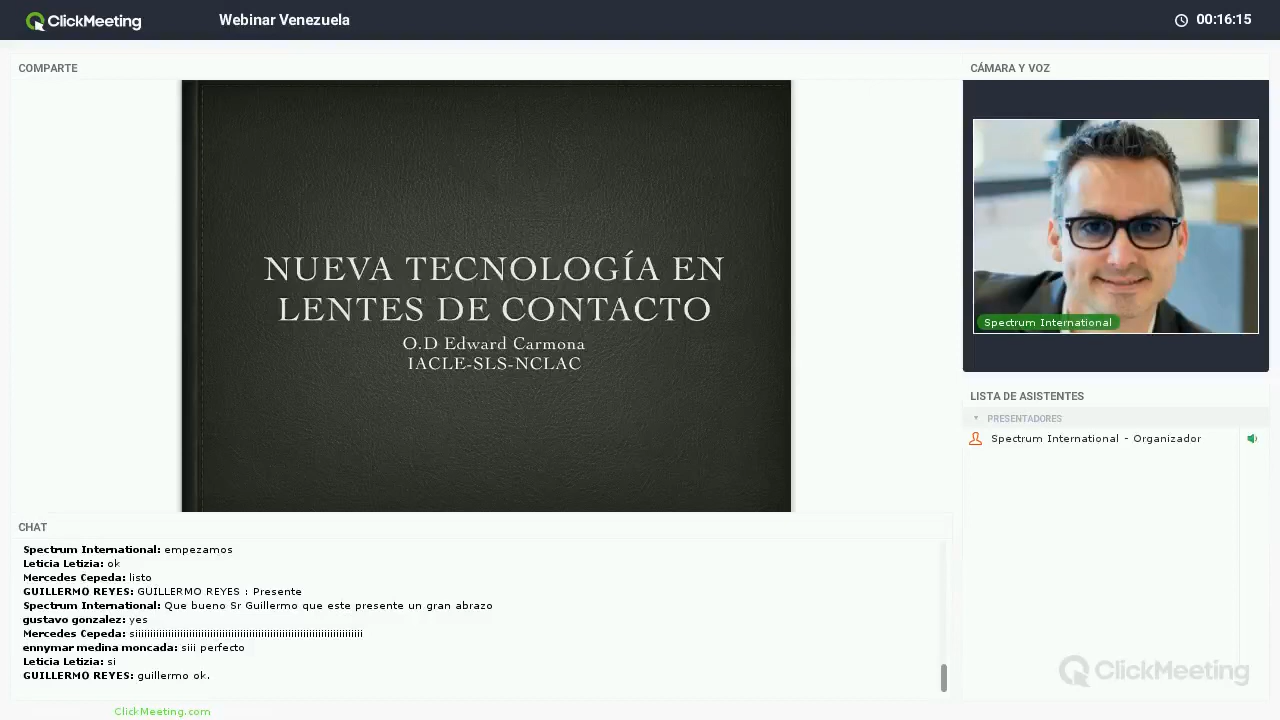 ClickMeeting
Webinar Venezuela
00:16:15
COMPARTE
CÁMARA Y VOZ
NUEVA TECNOLOGÍA EN
LENTES DE CONTACTO
O.D Edward Carmona
IACLE-SLS-NCLAC
Spectrum International
LISTA DE ASISTENTES
PRESENTADORES
Spectrum International - Organizador
CHAT
Spectrum International: empezamos
Leticia Letizia: ok
Mercedes Cepeda: listo
GUILLERMO REYES: GUILLERMO REYES : Presente
Spectrum International: Que bueno Sr Guillermo que este presente un gran abrazo
gustavo gonzalez: yes
Mercedes Cepeda: siiiiiiiiiiiiiiiiiiiiiiiiiiiiiiiiiiiiiiiiiiiiiiiiiiiiiiiiiiiiiiiiiiiiiiiiiii
ennymar medina moncada: siii perfecto
Leticia Letizia: si
GUILLERMO REYES: guillermo ok.
ClickMeeting
ClickMeeting.com